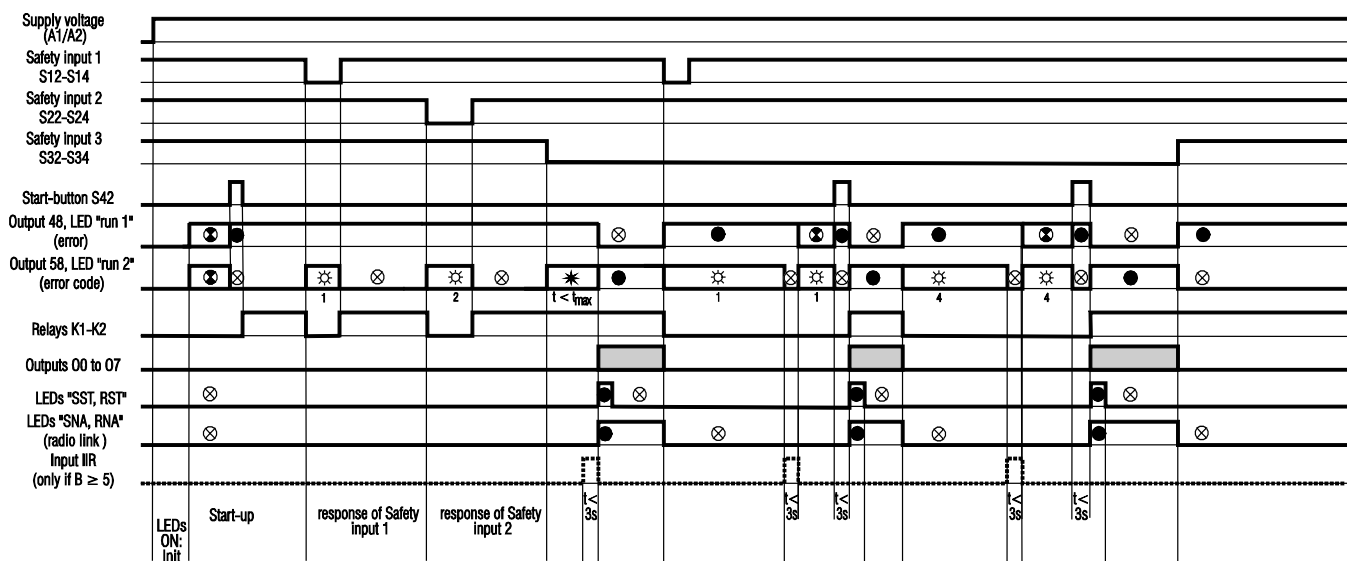 Supply voltage
(A1/A2)
Safety input 1
S12-S14
Safety input 2
S22-S24
Safety input 3
S32-S34
Start-button S42
Output 48, LED "run 1"
(error)
Output 58, LED "run 2"
(error code)
1
2
t < tmax
1
1
4
4
Relays K1-K2
Outputs 00 to 07
LEDs "SST, RST"
LEDs "SNA, RNA"
(radio link )
Input IIR
(only if B ≥ 5)
LEDs
ON:
Init
Start-up
response of Safety
input 1
response of Safety
input 2
t<
3s
t<
3s
t<
3s
t<
3s
t<
3s